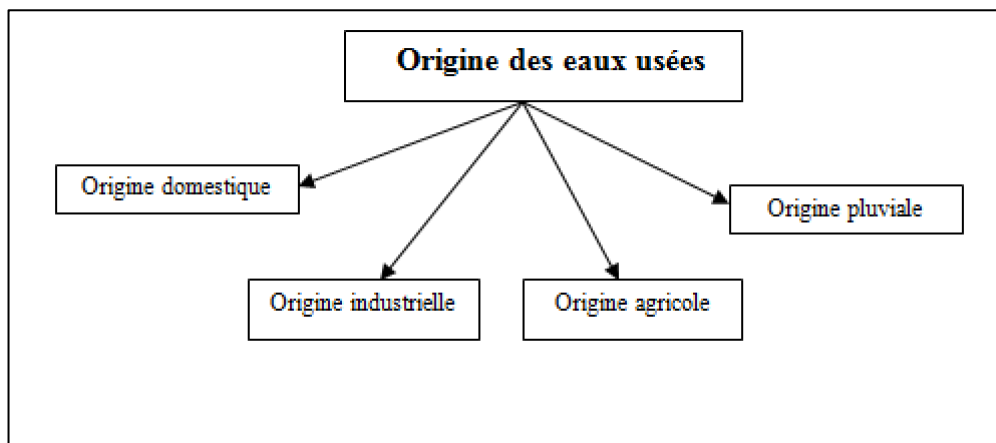 Origine des eaux usées
Origine domestique
Origine pluviale
Origine industrielle
Origine agricole